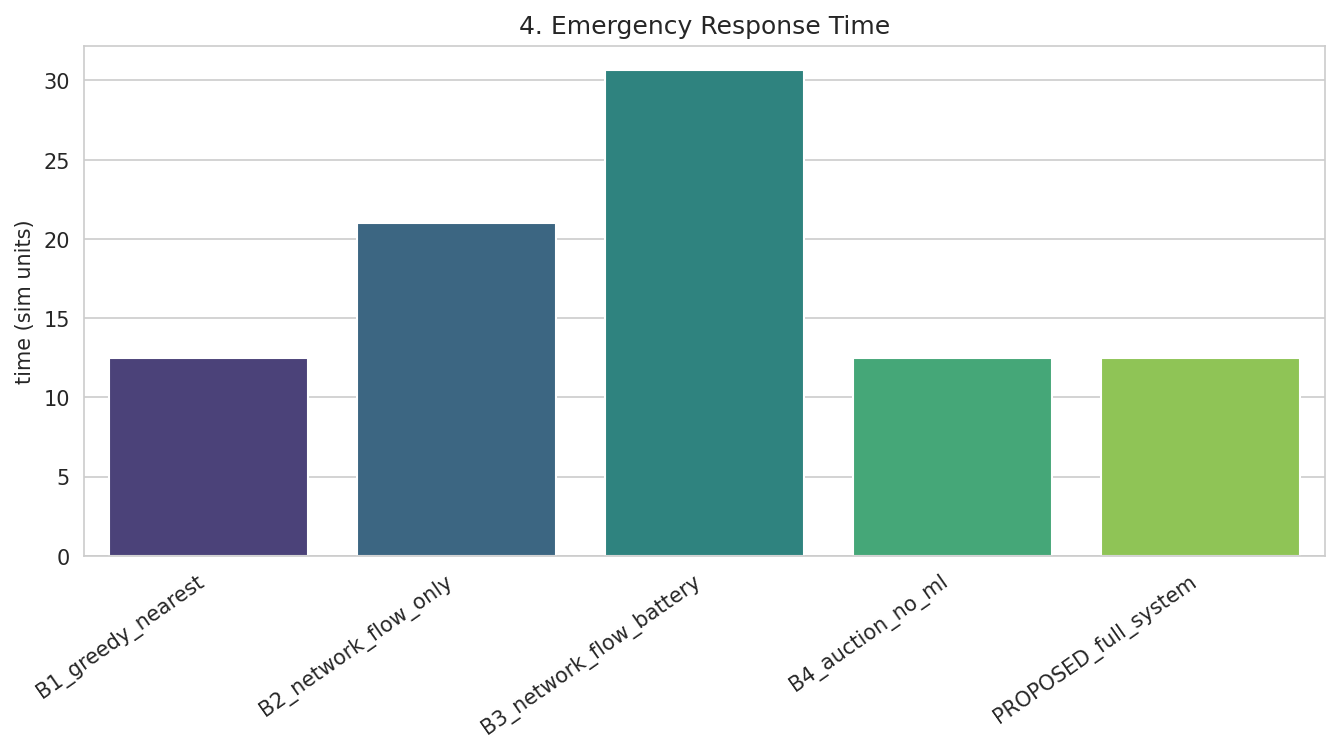 4. Emergency Response Time
time (sim units)
30
25
20
15
10
5
0
B1_greedy_nearest
B2_network_flow_only
B3_network_flow_battery
B4_auction_no_ml
PROPOSED_full_system